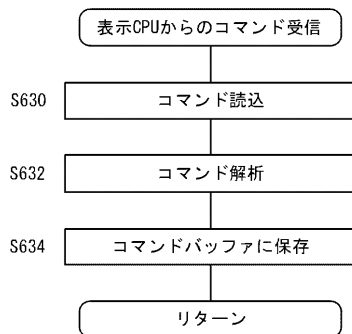 表示CPUからのコマンド受信
S630 コマンド読込
S632 コマンド解析
S634 コマンドバッファに保存
リターン